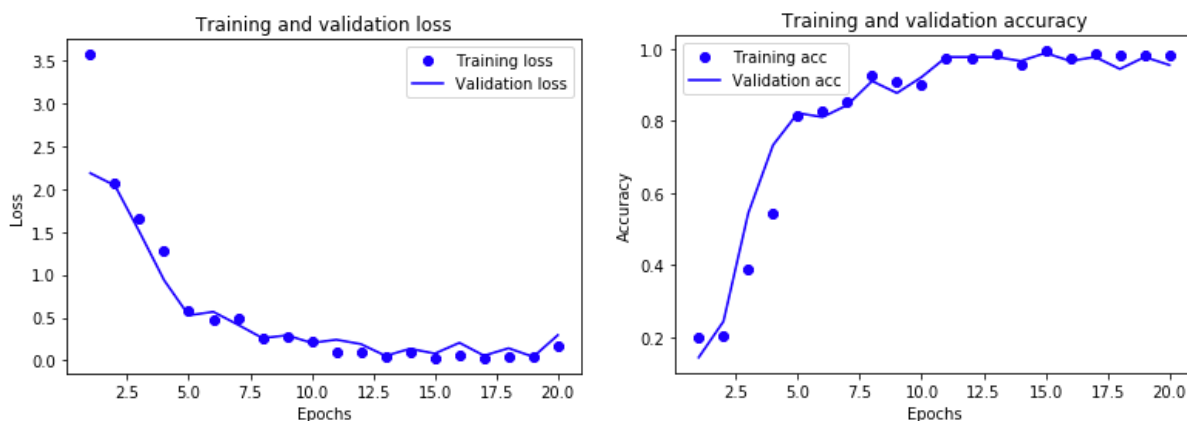 Training and validation loss
3.5
3.0
2.5
2.0
1.5
1.0
0.5
0.0
Loss
Training loss
Validation loss
2.5 5.0 7.5 10.0 12.5 15.0 17.5 20.0
Epochs
Training and validation accuracy
1.0
0.8
0.6
0.4
0.2
Accuracy
Training acc
Validation acc
2.5 5.0 7.5 10.0 12.5 15.0 17.5 20.0
Epochs